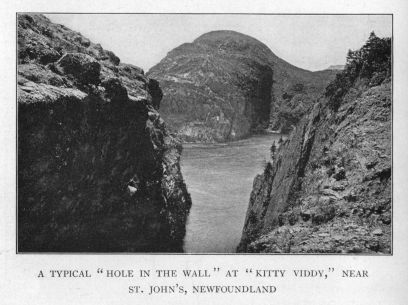 A TYPICAL "HOLE IN THE WALL" AT "KITTY VIDDY," NEAR
ST. JOHN'S, NEWFOUNDLAND